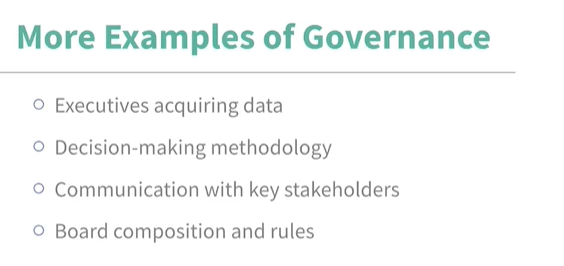 More Examples of Governance
Executives acquiring data
Decision-making methodology
Communication with key stakeholders
Board composition and rules